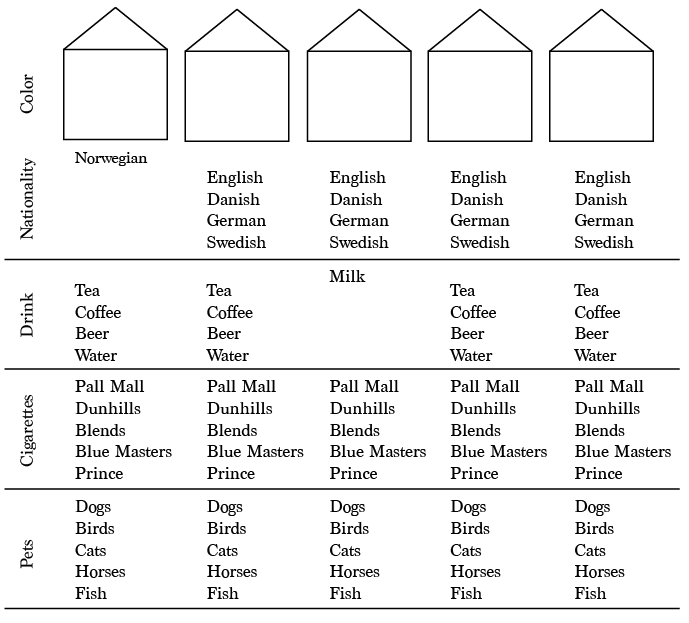 Color
Norwegian
Nationality
English English English English
Danish Danish Danish Danish
German German German German
Swedish Swedish Swedish Swedish
Milk
Drink
Tea Tea Tea Tea
Coffee Coffee Coffee Coffee
Beer Beer Beer Beer
Water Water Water Water
Cigarettes
Pall Mall Pall Mall Pall Mall Pall Mall Pall Mall
Dunhills Dunhills Dunhills Dunhills Dunhills
Blends Blends Blends Blends Blends
Blue Masters Blue Masters Blue Masters Blue Masters Blue Masters
Prince Prince Prince Prince Prince
Pets
Dogs Dogs Dogs Dogs Dogs
Birds Birds Birds Birds Birds
Cats Cats Cats Cats Cats
Horses Horses Horses Horses Horses
Fish Fish Fish Fish Fish